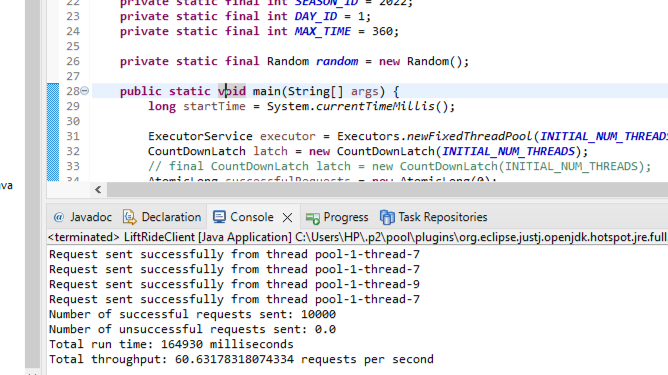 22 private static final int SEASON_ID = 2022;
23 private static final int DAY_ID = 1;
24 private static final int MAX_TIME = 360;
25
26 private static final Random random = new Random();
27
28 public static void main(String[] args) {
29 long startTime = System.currentTimeMillis();
30
31 ExecutorService executor = Executors.newFixedThreadPool(INITIAL_NUM_THREADS
32 CountDownLatch latch = new CountDownLatch(INITIAL_NUM_THREADS);
33 // final CountDownLatch latch = new CountDownLatch(INITIAL_NUM_THREADS);
34 AtomicLong successfulRequests = new AtomicLong(0);
ava
@ Javadoc Declaration Console Progress Task Repositories
<terminated> LiftRideClient [Java Application] C:\Users\HP\.p2\pool\plugins\org.eclipse.justj.openjdk.hotspot.jre.full
Request sent successfully from thread pool-1-thread-7
Request sent successfully from thread pool-1-thread-7
Request sent successfully from thread pool-1-thread-9
Request sent successfully from thread pool-1-thread-7
Number of successful requests sent: 10000
Number of unsuccessful requests sent: 0.0
Total run time: 164930 milliseconds
Total throughput: 60.63178318074334 requests per second